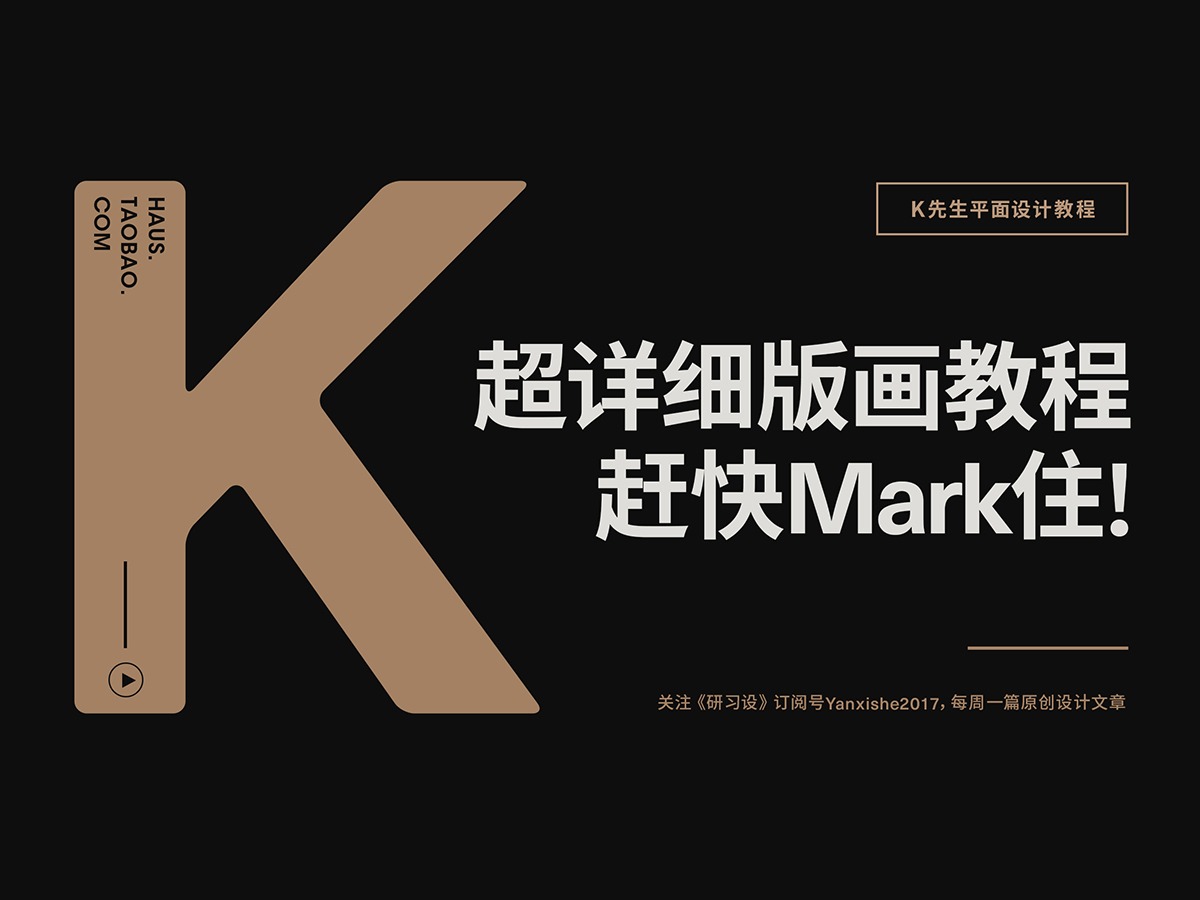 K
HAUS.
TAOBAO.
COM
K先生平面设计教程
超详细版画教程
赶快Mark住!
关注《研习设》订阅号Yanxishe2017，每周一篇原创设计文章